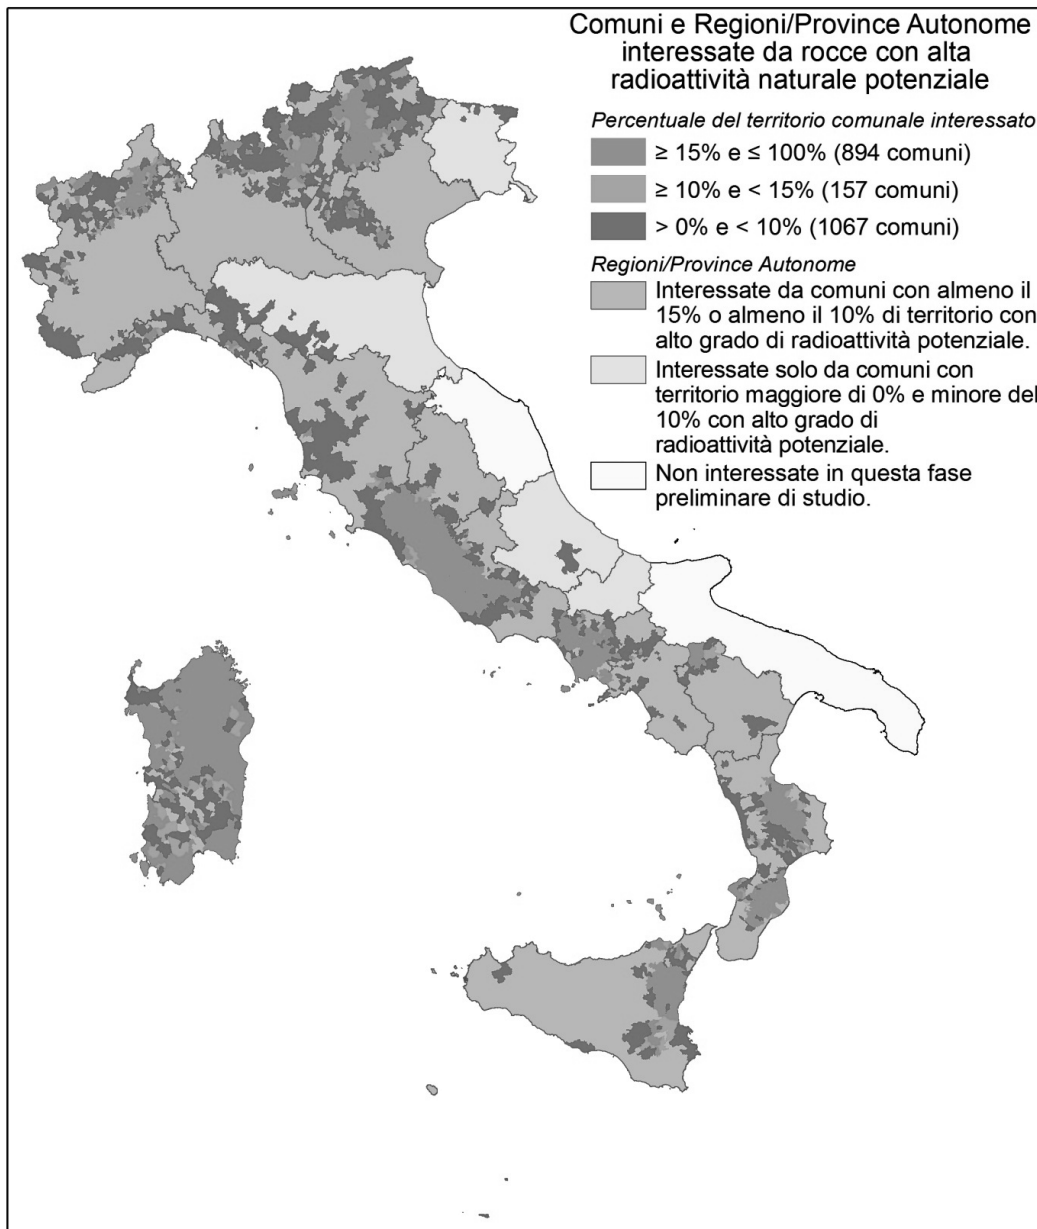 Comuni e Regioni/Province Autonome
interessate da rocce con alta
radioattività naturale potenziale
Percentuale del territorio comunale interessato
≥ 15% e ≤ 100% (894 comuni)
≥ 10% e < 15% (157 comuni)
> 0% e < 10% (1067 comuni)
Regioni/Province Autonome
Interessate da comuni con almeno il
15% o almeno il 10% di territorio con
alto grado di radioattività potenziale.
Interessate solo da comuni con
territorio maggiore di 0% e minore del
10% con alto grado di
radioattività potenziale.
Non interessate in questa fase
preliminare di studio.